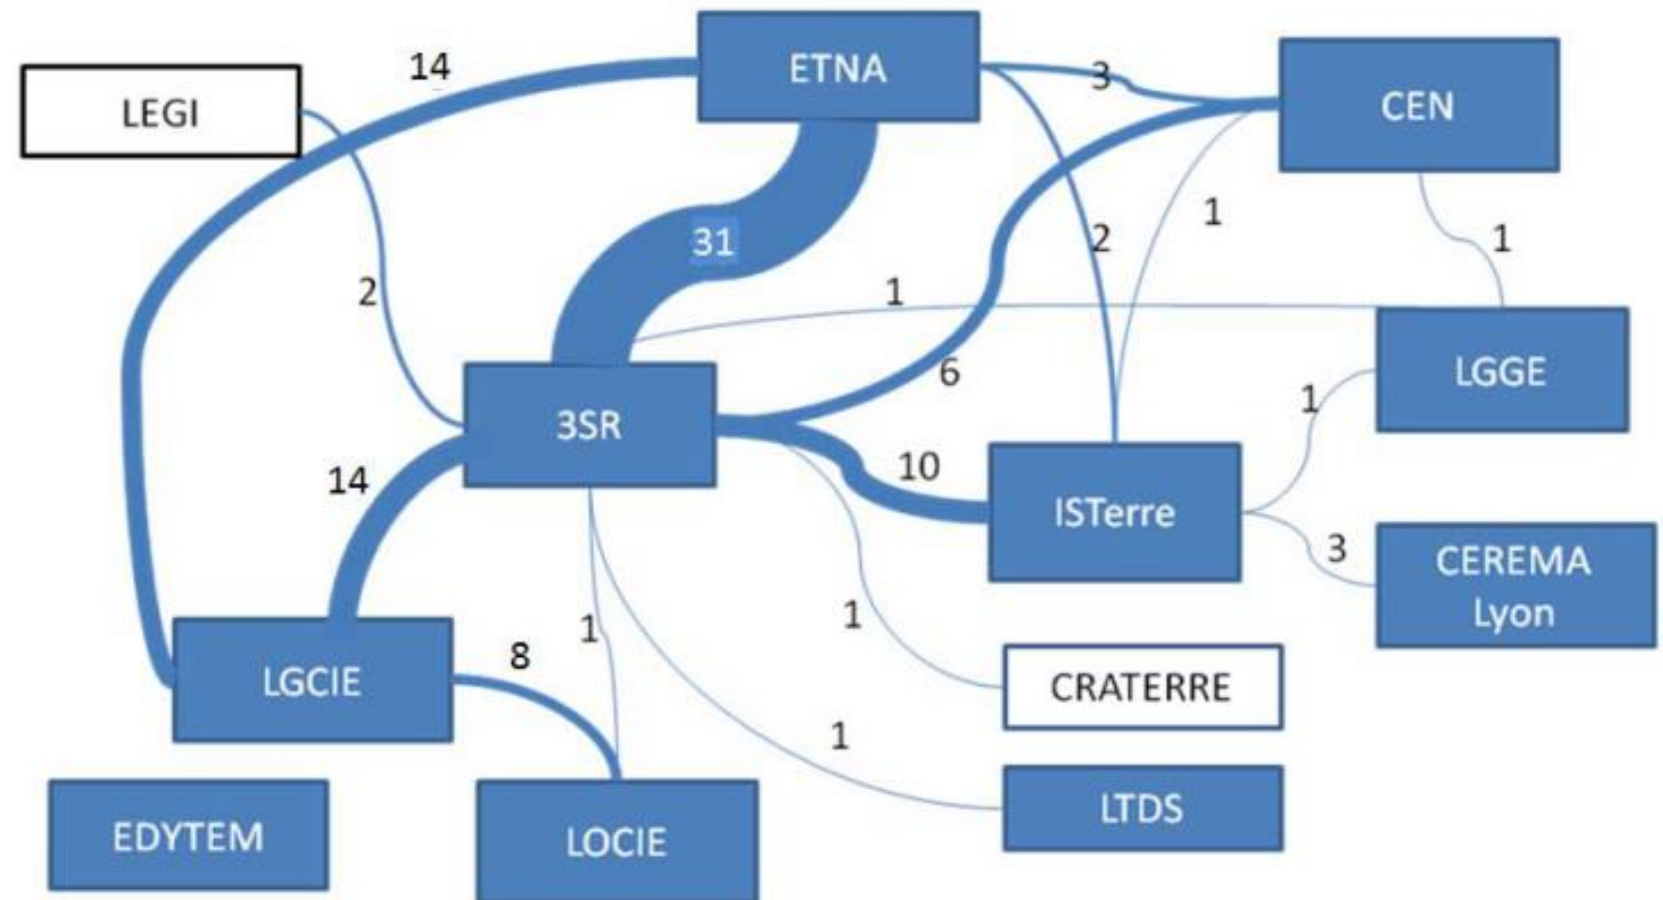 ETNA
14
3
LEGI
CEN
1
2
1
31
2
1
6
LGGE
1
3SR
10
14
ISTerre
3
CEREMA
Lyon
1
1
8
LGCIE
CRATERRE
1
LTDS
EDYTEM
LOCIE